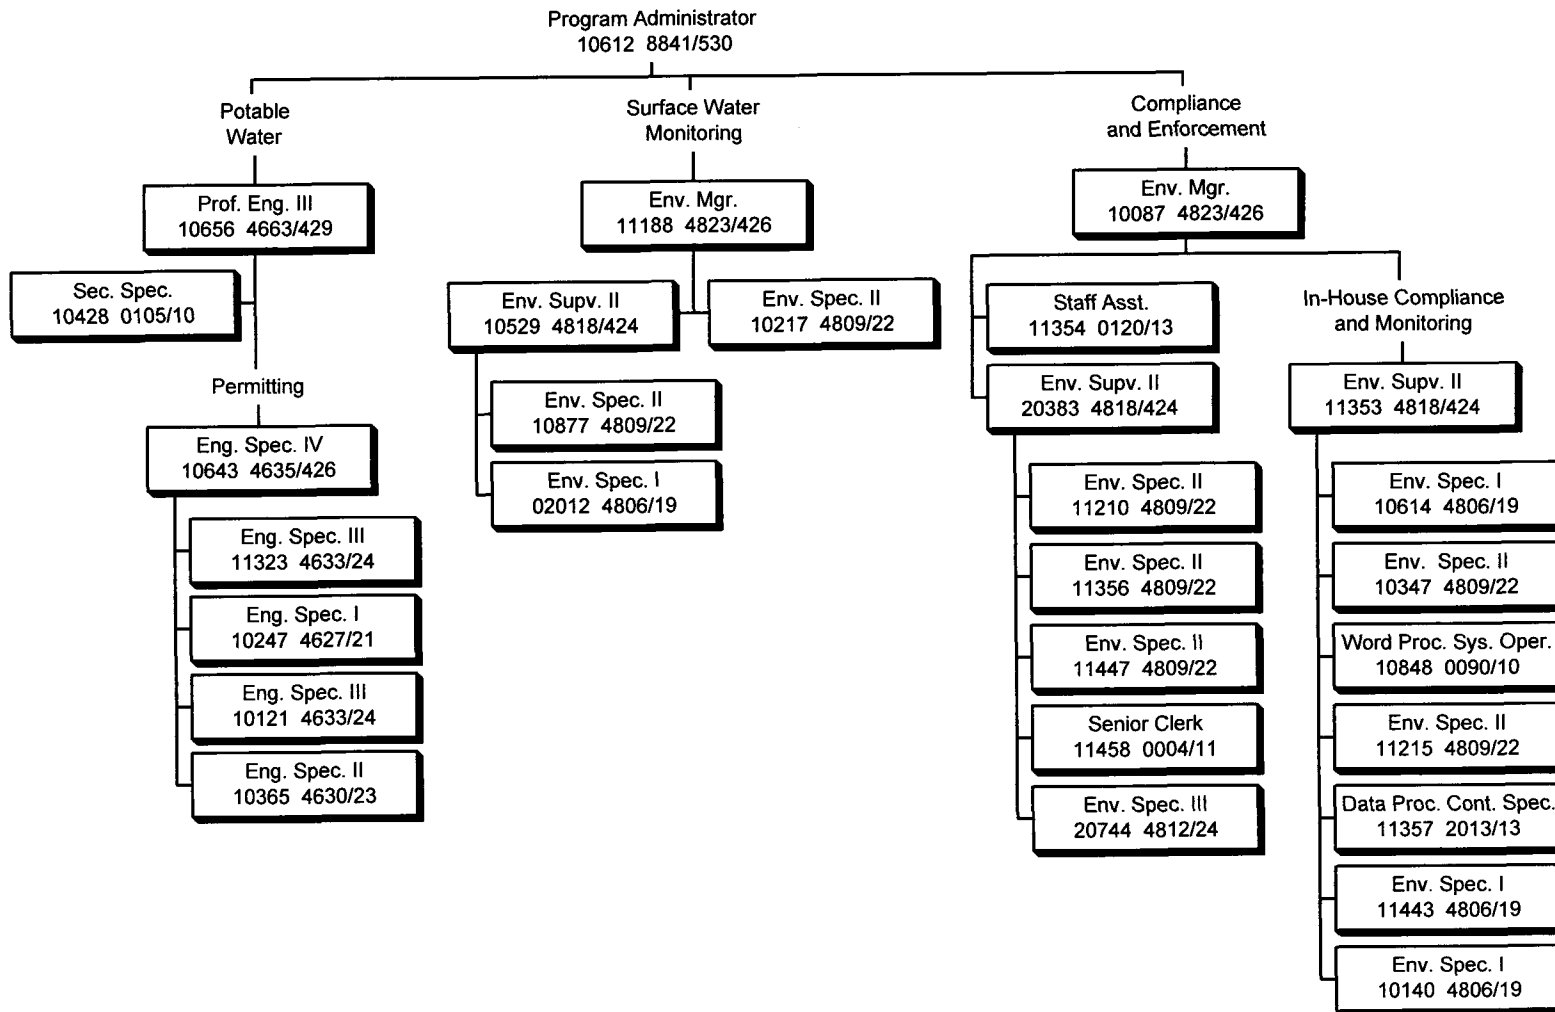 Program Administrator
10612 8841/530
Potable
Water
Prof. Eng. III
10656 4663/429
Sec. Spec.
10428 0105/10
Permitting
Eng. Spec. IV
10643 4635/426
Eng. Spec. III
11323 4633/24
Eng. Spec. I
10247 4627/21
Eng. Spec. III
10121 4633/24
Eng. Spec. II
10365 4630/23
Surface Water
Monitoring
Env. Mgr.
11188 4823/426
Env. Supv. II
10529 4818/424
Env. Spec. II
10217 4809/22
Env. Spec. II
10877 4809/22
Env. Spec. I
02012 4806/19
Compliance
and Enforcement
Env. Mgr.
10087 4823/426
Staff Asst.
11354 0120/13
Env. Supv. II
20383 4818/424
Env. Spec. II
11210 4809/22
Env. Spec. II
11356 4809/22
Env. Spec. II
11447 4809/22
Senior Clerk
11458 0004/11
Env. Spec. III
20744 4812/24
In-House Compliance
and Monitoring
Env. Supv. II
11353 4818/424
Env. Spec. I
10614 4806/19
Env. Spec. II
10347 4809/22
Word Proc. Sys. Oper.
10848 0090/10
Env. Spec. II
11215 4809/22
Data Proc. Cont. Spec.
11357 2013/13
Env. Spec. I
11443 4806/19
Env. Spec. I
10140 4806/19